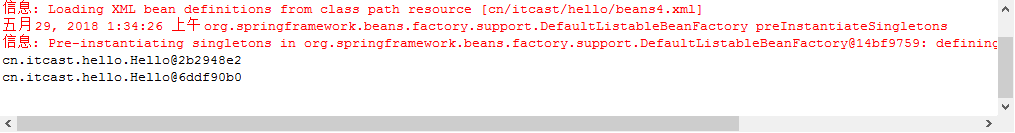 信息: Loading XML bean definitions from class path resource [cn/itcast/hello/beans4.xml]
五月 29, 2018 1:34:26 上午 org.springframework.beans.factory.support.DefaultListableBeanFactory preInstantiateSingletons
信息: Pre-instantiating singletons in org.springframework.beans.factory.support.DefaultListableBeanFactory@14bf9759: defining
cn.itcast.hello.Hello@2b2948e2
cn.itcast.hello.Hello@6ddf90b0